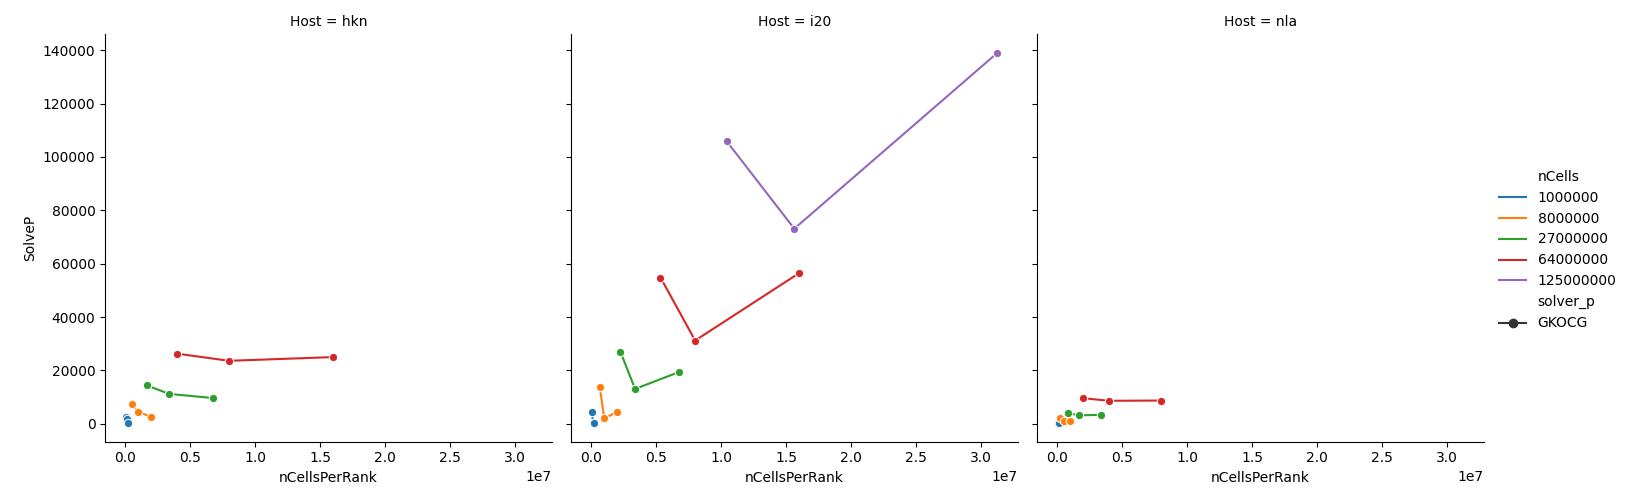 Host = hkn
Host = i20
Host = nla
SolveP
140000
120000
100000
80000
60000
40000
20000
0
0.0 0.5 1.0 1.5 2.0 2.5 3.0
1e7
nCellsPerRank
0.0 0.5 1.0 1.5 2.0 2.5 3.0
1e7
nCellsPerRank
0.0 0.5 1.0 1.5 2.0 2.5 3.0
1e7
nCellsPerRank
nCells
1000000
8000000
27000000
64000000
125000000
solver_p
GKOCG